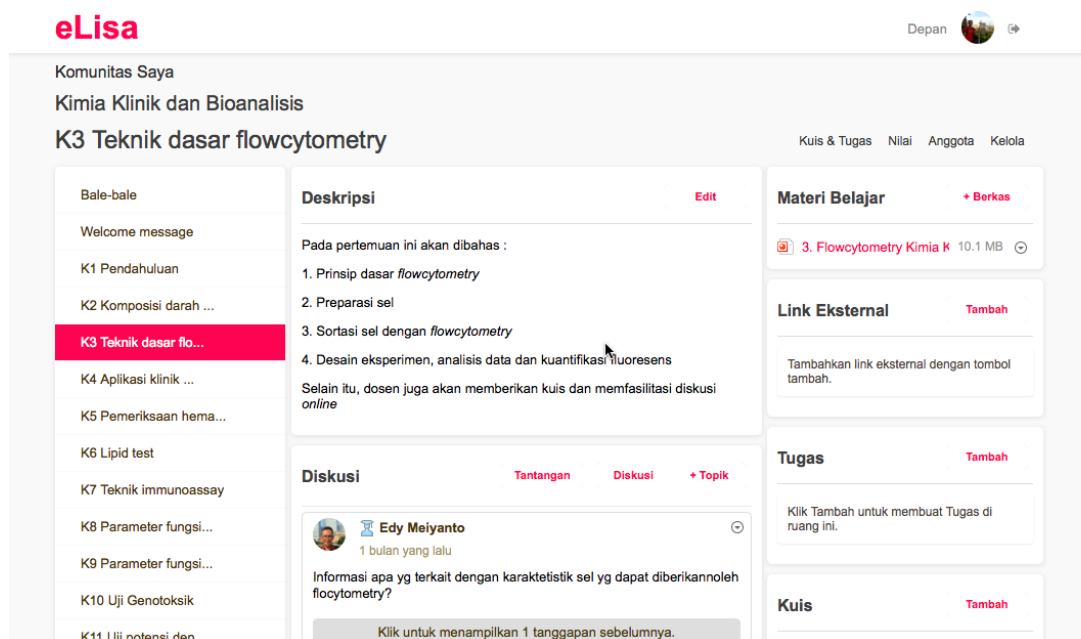 eLisa
Depan
Komunitas Saya
Kimia Klinik dan Bioanalisis
K3 Teknik dasar flowcytometry
Kuis & Tugas Nilai Anggota Kelola
Bale-bale
Welcome message
K1 Pendahuluan
K2 Komposisi darah ...
K3 Teknik dasar flo...
K4 Aplikasi klinik ...
K5 Pemeriksaan hema...
K6 Lipid test
K7 Teknik immunoassay
K8 Parameter fungsi...
K9 Parameter fungsi...
K10 Uji Genotoksik
K11 Uji potensi den
Deskripsi
Edit
Pada pertemuan ini akan dibahas :
1. Prinsip dasar flowcytometry
2. Preparasi sel
3. Sortasi sel dengan flowcytometry
4. Desain eksperimen, analisis data dan kuantifikasi fluoresens
Selain itu, dosen juga akan memberikan kuis dan memfasilitasi diskusi
online
Diskusi
Tantangan Diskusi + Topik
Edy Meiyanto
1 bulan yang lalu
Informasi apa yg terkait dengan karaktetistik sel yg dapat diberikannoleh
flocytometry?
Klik untuk menampilkan 1 tanggapan sebelumnya.
Materi Belajar
+ Berkas
3. Flowcytometry Kimia K 10.1 MB
Link Eksternal
Tambah
Tambahkan link eksternal dengan tombol
tambah.
Tugas
Tambah
Klik Tambah untuk membuat Tugas di
ruang ini.
Kuis
Tambah